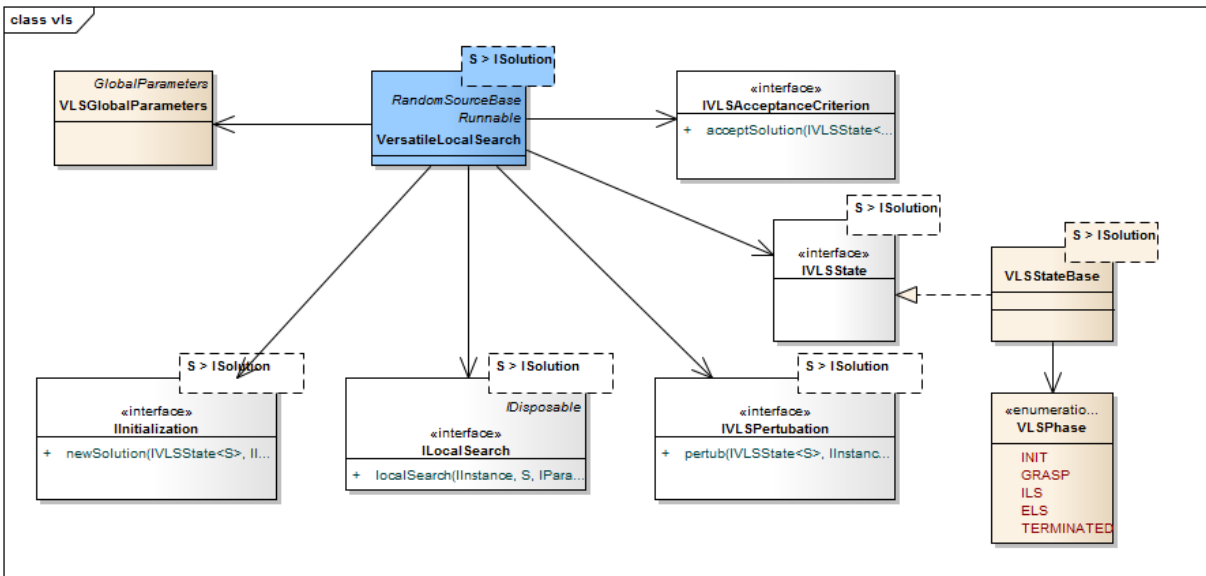 class vls
GlobalParameters
VLSGlobalParameters
S > ISolution
RandomSourceBase
Runnable
VersatileLocalSearch
«interface»
IVLSAcceptanceCriterion
+ acceptSolution(IVLSState<...
S > ISolution
«interface»
IVLSState
S > ISolution
VLSStateBase
S > ISolution
«interface»
IInitialization
+ newSolution(IVLSState<S>, II...
S > ISolution
IDisposable
«interface»
ILocalSearch
+ localSearch(IInstance, S, IPara...
S > ISolution
«interface»
IVLSPertubation
+ pertub(IVLSState<S>, IInstanc...
«enumeratio...
VLSPhase
INIT
GRASP
ILS
ELS
TERMINATED